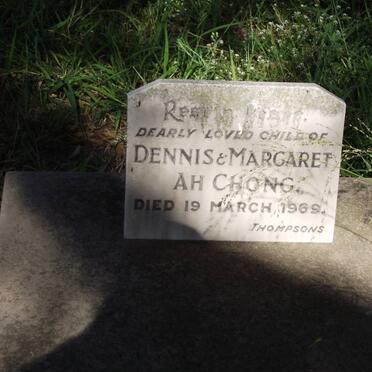 REST IN PEACE.
DEARLY LOVED CHILD OF
DENNIS & MARGARET
AH CHONG.
DIED 19 MARCH, 1969.
THOMPSONS